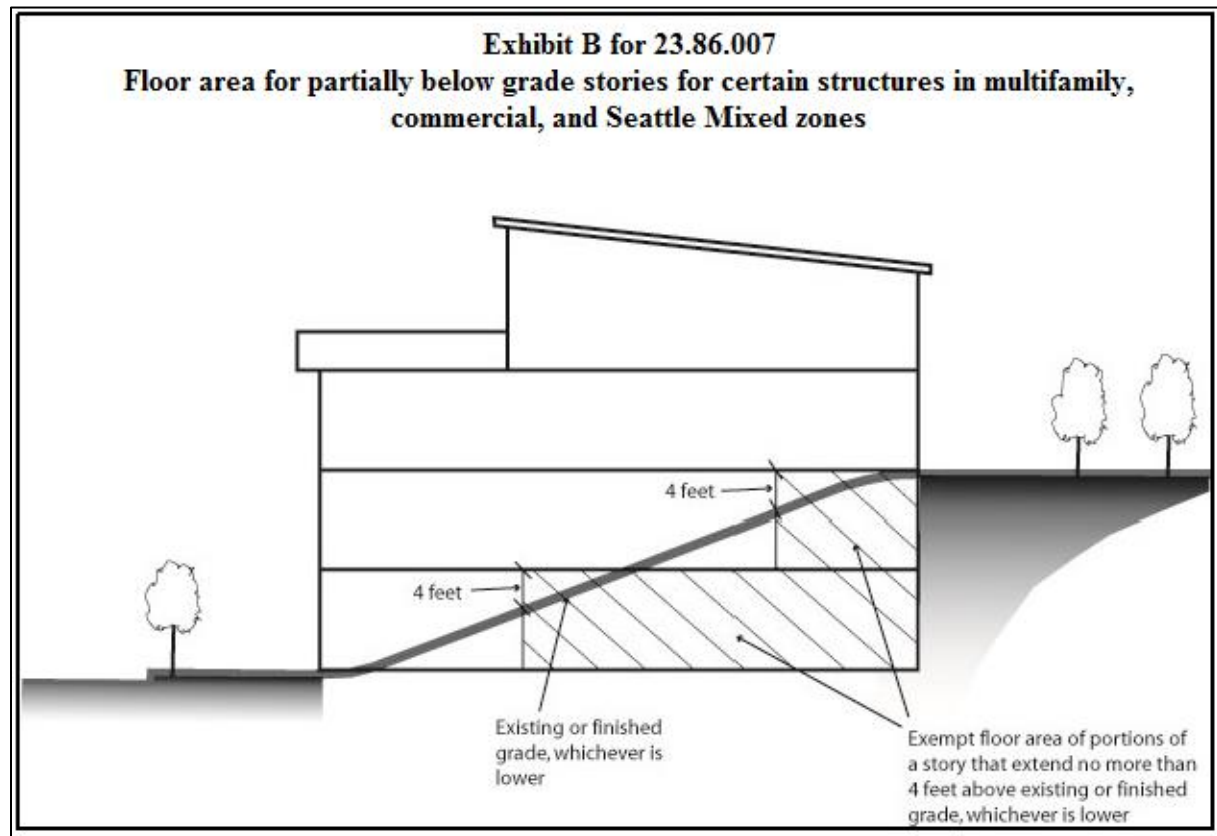 Exhibit B for 23.86.007
Floor area for partially below grade stories for certain structures in multifamily,
commercial, and Seattle Mixed zones
4 feet
4 feet
Existing or finished
grade, whichever is
lower
Exempt floor area of portions of
a story that extend no more than
4 feet above existing or finished
grade, whichever is lower